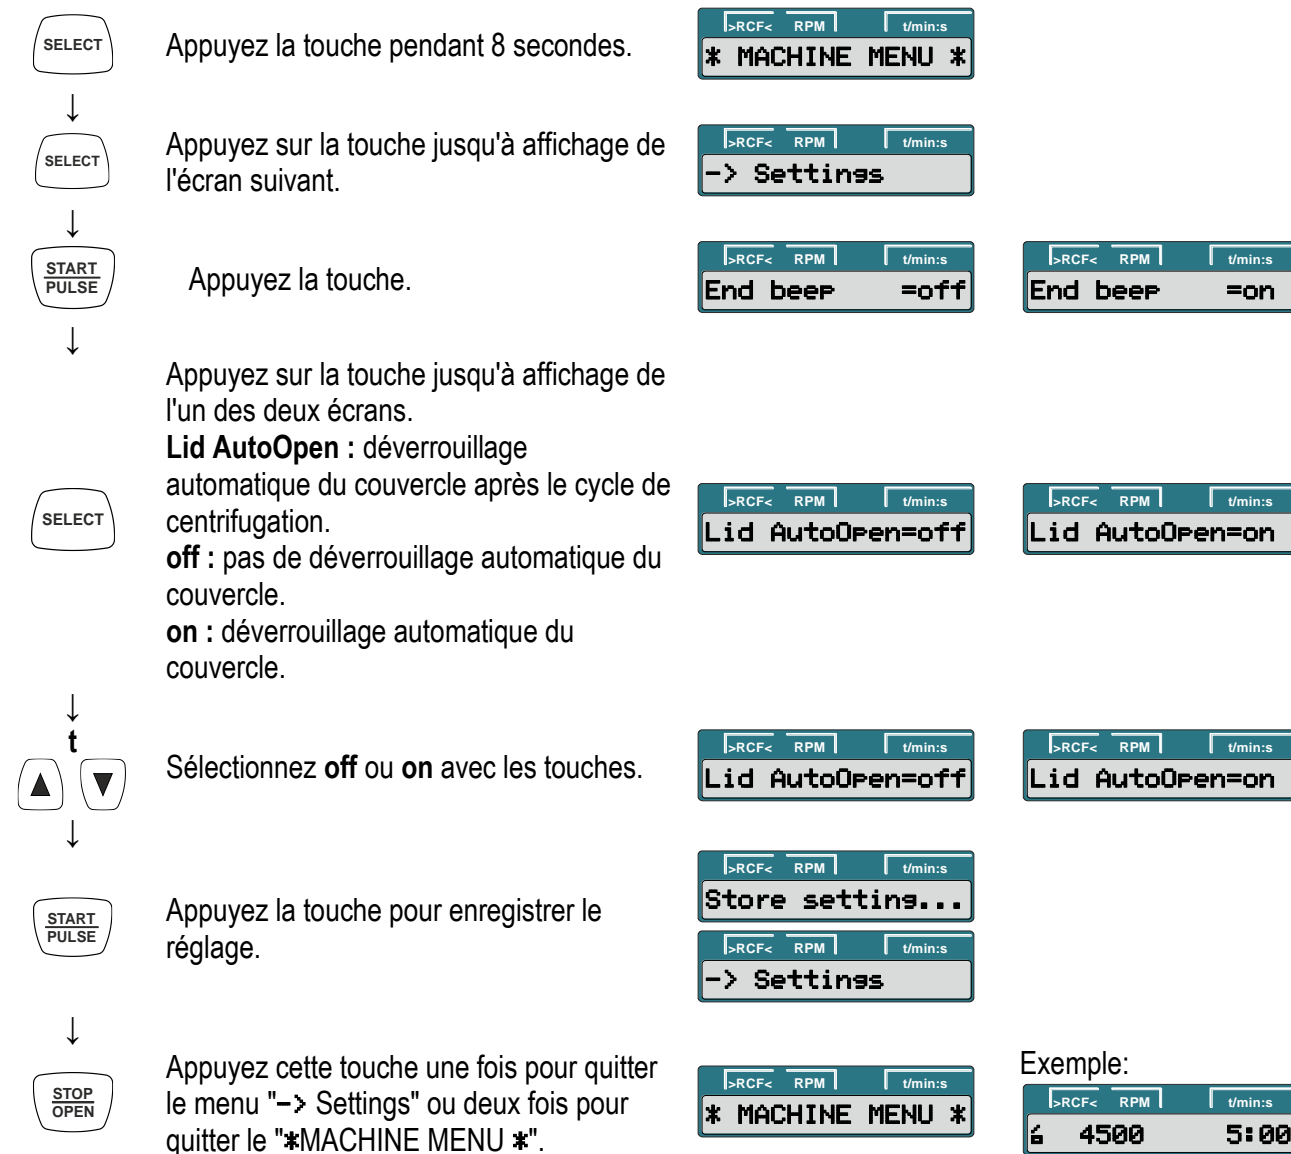 SELECT
Appuyez la touche pendant 8 secondes.
>RCF< RPM t/min:s
* MACHINE MENU *
↓
SELECT
Appuyez sur la touche jusqu'à affichage de
l'écran suivant.
>RCF< RPM t/min:s
-> Settings
↓
START
PULSE
Appuyez la touche.
>RCF< RPM t/min:s
End beep =off
>RCF< RPM t/min:s
End beep =on
↓
SELECT
Appuyez sur la touche jusqu'à affichage de
l'un des deux écrans.
Lid AutoOpen : déverrouillage
automatique du couvercle après le cycle de
centrifugation.
off : pas de déverrouillage automatique du
couvercle.
on : déverrouillage automatique du
couvercle.
>RCF< RPM t/min:s
Lid AutoOpen=off
>RCF< RPM t/min:s
Lid AutoOpen=on
↓
t
▲ ▼
Sélectionnez off ou on avec les touches.
>RCF< RPM t/min:s
Lid AutoOpen=off
>RCF< RPM t/min:s
Lid AutoOpen=on
↓
START
PULSE
Appuyez la touche pour enregistrer le
réglage.
>RCF< RPM t/min:s
Store setting...
>RCF< RPM t/min:s
-> Settings
↓
STOP
OPEN
Appuyez cette touche une fois pour quitter
le menu "-> Settings" ou deux fois pour
quitter le "*MACHINE MENU *".
>RCF< RPM t/min:s
* MACHINE MENU *
Exemple:
>RCF< RPM t/min:s
4500 5:00